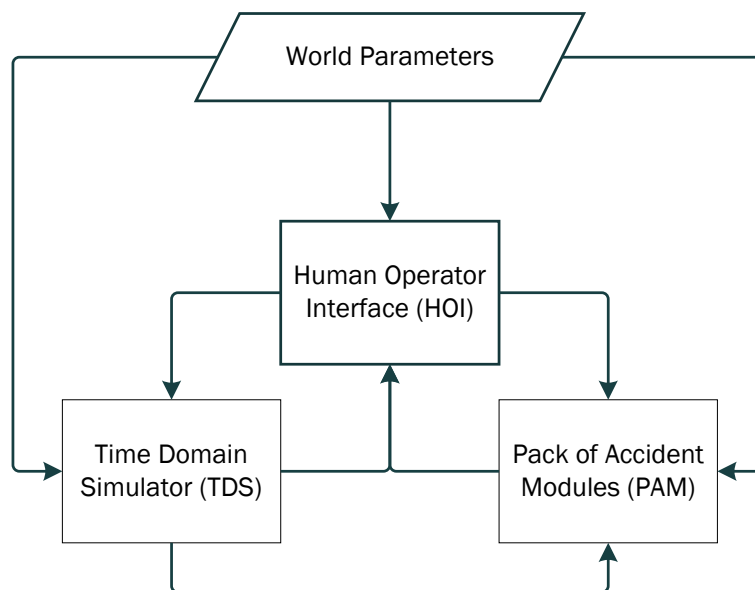 World Parameters
Human Operator
Interface (HOI)
Time Domain
Simulator (TDS)
Pack of Accident
Modules (PAM)